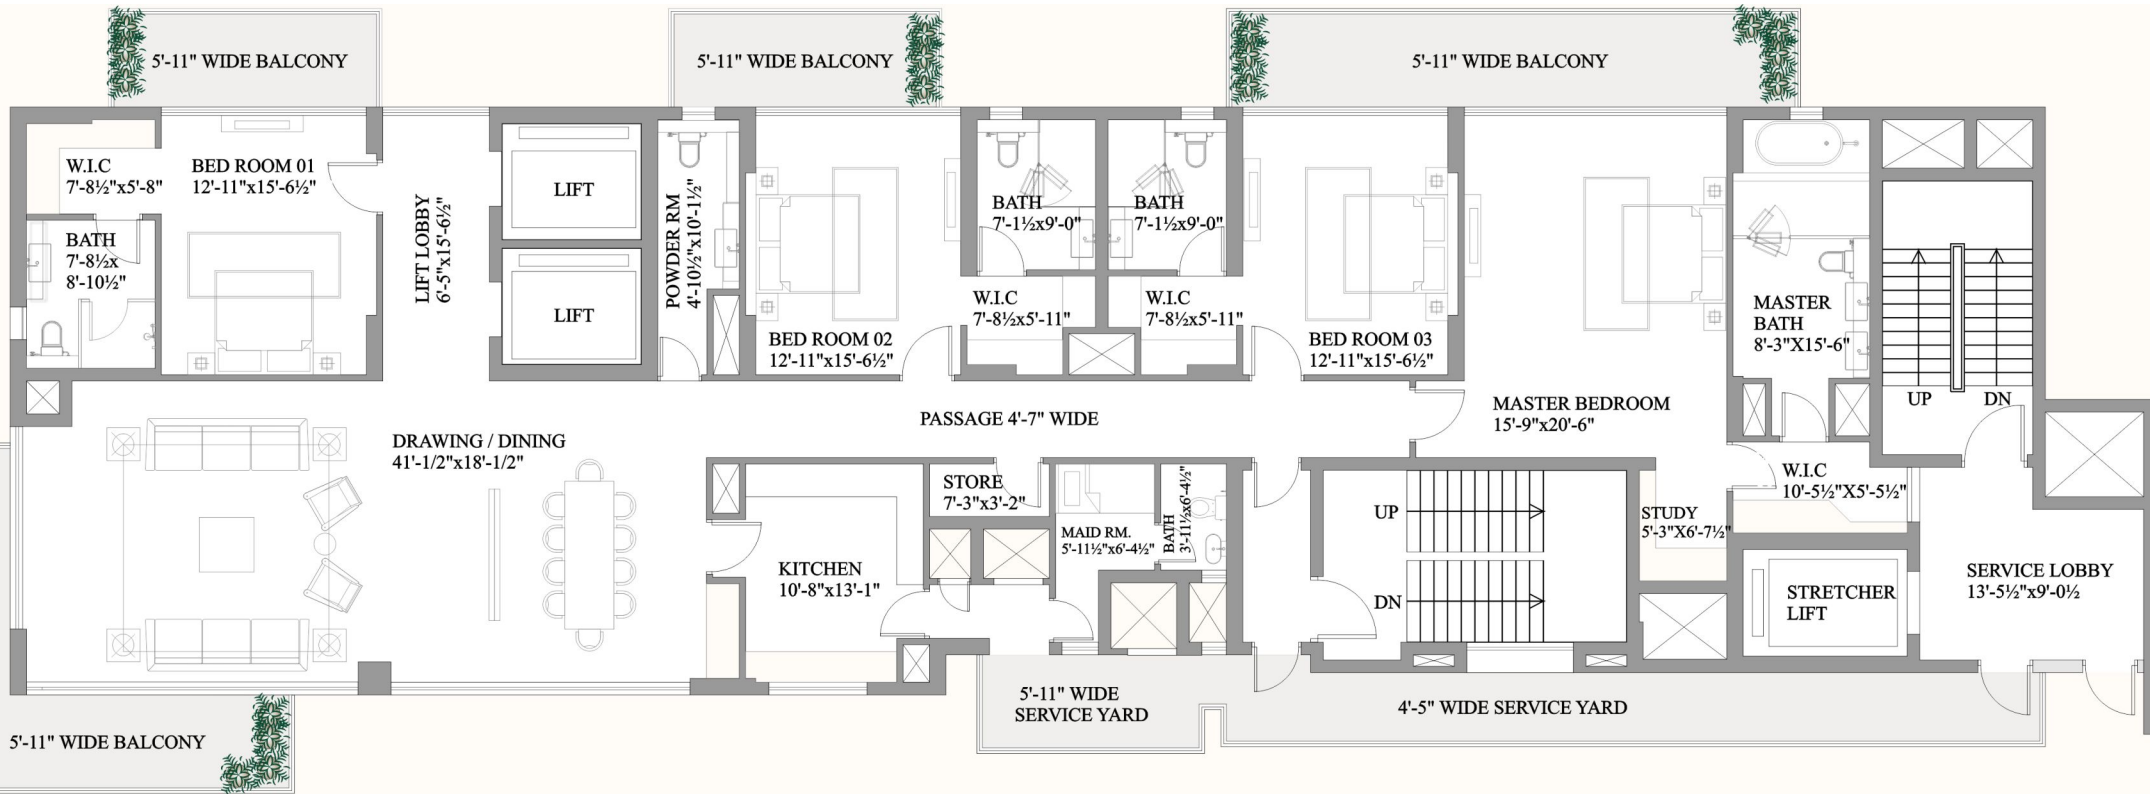 5'-11" WIDE BALCONY
5'-11" WIDE BALCONY
5'-11" WIDE BALCONY
W.I.C
7'-8½"x5'-8"
BED ROOM 01
12'-11"x15'-6½"
BATH
7'-8½x
8'-10½"
LIFT LOBBY
6'-5"x15'-6½"
LIFT
LIFT
POWDER RM
4'-10½"x10'-1½"
BED ROOM 02
12'-11"x15'-6½"
BATH
7'-1½x9'-0"
W.I.C
7'-8½x5'-11"
BATH
7'-1½x9'-0"
W.I.C
7'-8½x5'-11"
BED ROOM 03
12'-11"x15'-6½"
MASTER BEDROOM
15'-9"x20'-6"
MASTER
BATH
8'-3"X15'-6"
UP
DN
PASSAGE 4'-7" WIDE
DRAWING / DINING
41'-1/2"x18'-1/2"
KITCHEN
10'-8"x13'-1"
STORE
7'-3"x3'-2"
MAID RM.
5'-11½"x6'-4½"
BATH
3'-11½x6'-4½"
UP
DN
STUDY
5'-3"X6'-7½"
W.I.C
10'-5½"X5'-5½"
STRETCHER
LIFT
SERVICE LOBBY
13'-5½"x9'-0½
5'-11" WIDE
SERVICE YARD
4'-5" WIDE SERVICE YARD
5'-11" WIDE BALCONY